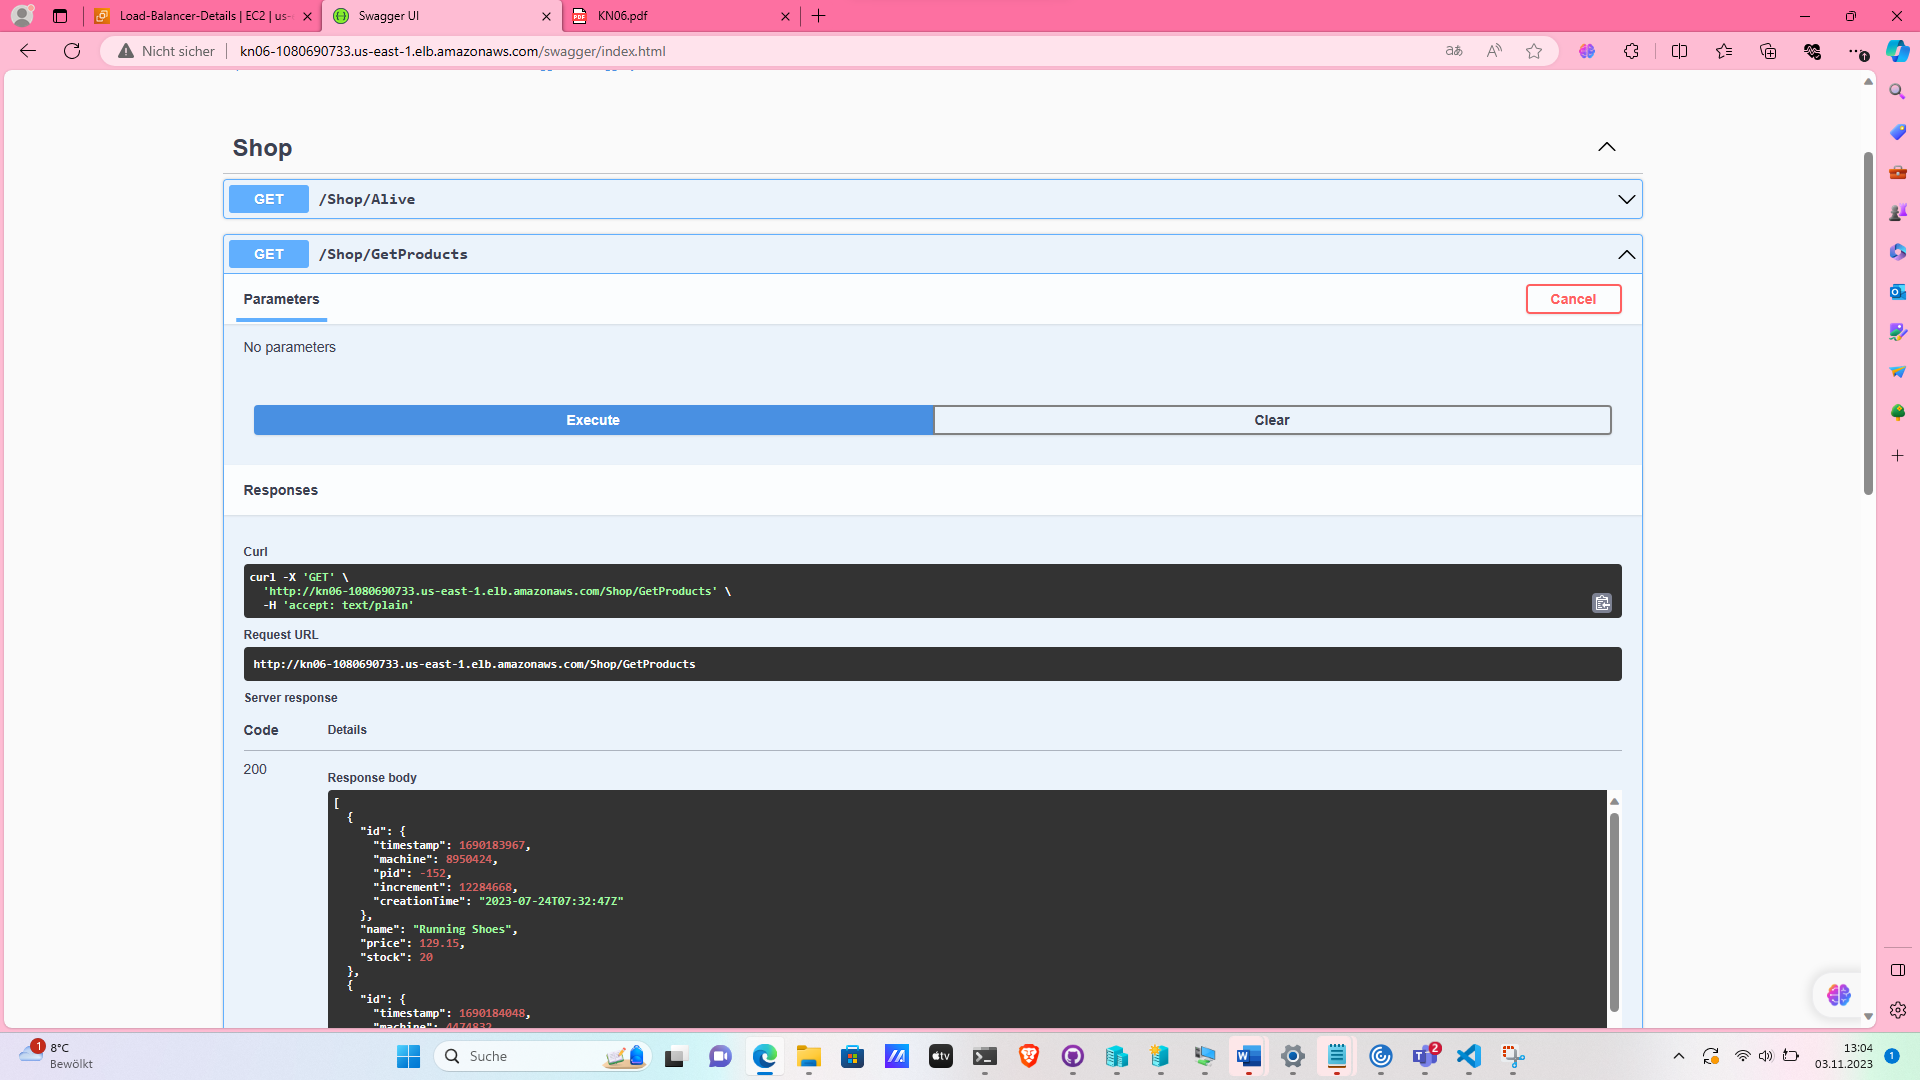 Load-Balancer-Details | EC2 | us-
Swagger UI
KN06.pdf
Nicht sicher
kn06-1080690733.us-east-1.elb.amazonaws.com/swagger/index.html
Shop
GET /Shop/Alive
GET /Shop/GetProducts
Parameters
Cancel
No parameters
Execute
Clear
Responses
Curl
curl -X 'GET' \
'http://kn06-1080690733.us-east-1.elb.amazonaws.com/Shop/GetProducts' \
-H 'accept: text/plain'
Request URL
http://kn06-1080690733.us-east-1.elb.amazonaws.com/Shop/GetProducts
Server response
Code Details
200
Response body
[
{
"id": {
"timestamp": 1690183967,
"machine": 8950424,
"pid": -152,
"increment": 12284668,
"creationTime": "2023-07-24T07:32:47Z"
},
"name": "Running Shoes",
"price": 129.15,
"stock": 20
},
{
"id": {
"timestamp": 1690184048,
"machine": 4474832
1
8°C
Bewölkt
Suche
tv
2
13:04
03.11.2023
1